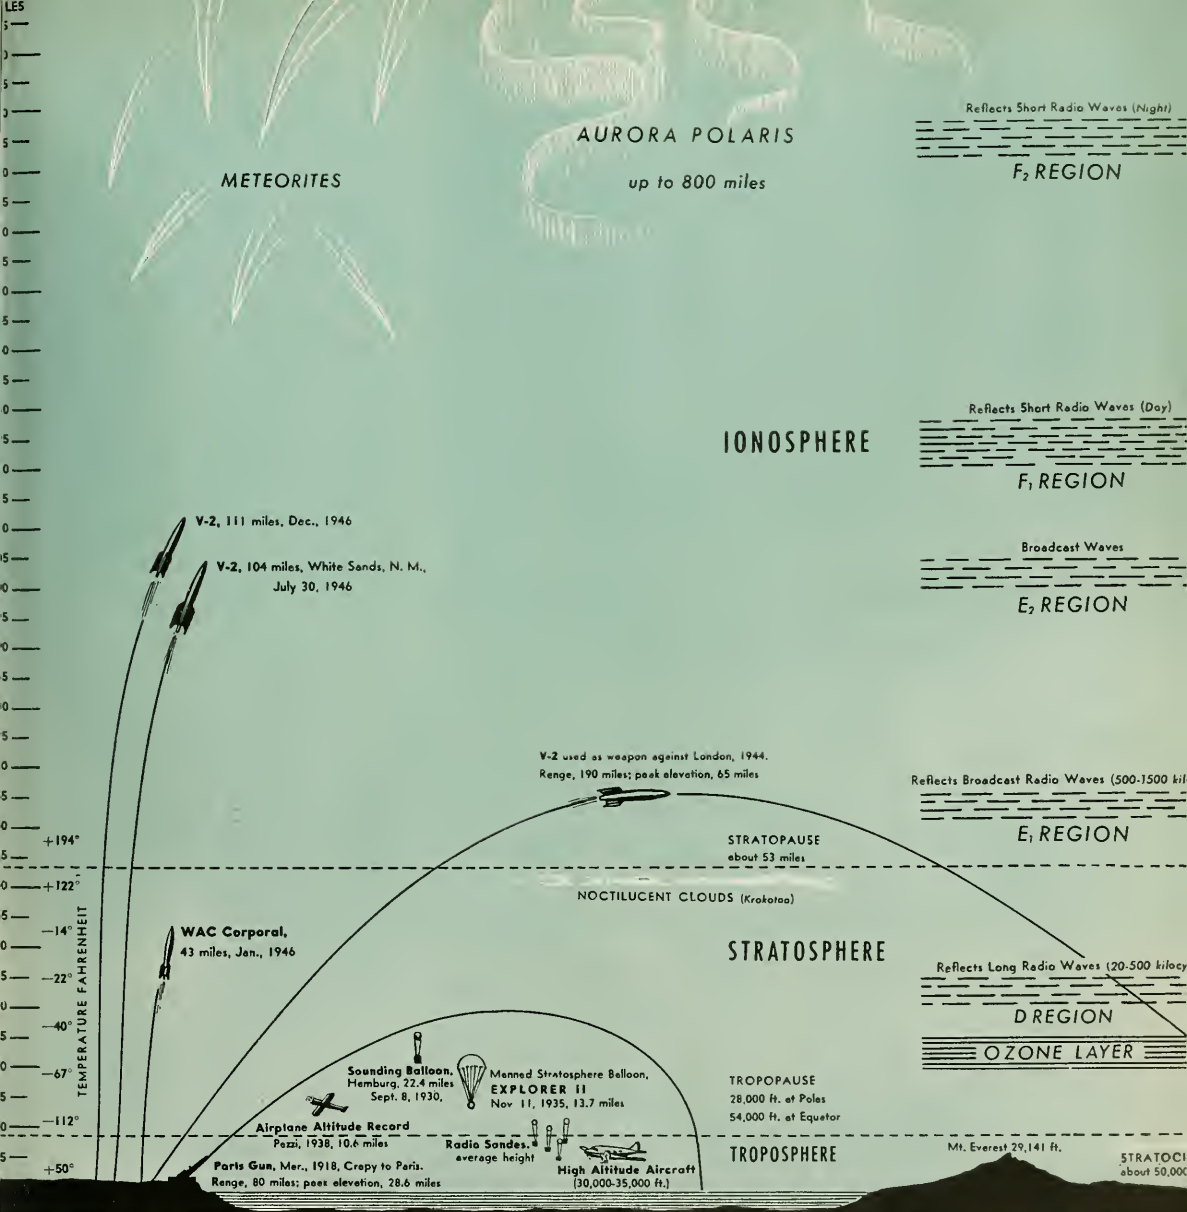 LES
Reflects Short Radio Waves (Night)
F₂ REGION
AURORA POLARIS
up to 800 miles
METEORITES
Reflects Short Radio Waves (Day)
F₁ REGION
IONOSPHERE
V-2, 111 miles, Dec., 1946
V-2, 104 miles, White Sands, N. M.,
July 30, 1946
Broadcast Waves
E₂ REGION
V-2 used as weapon against London, 1944.
Range, 190 miles; peak elevation, 65 miles
Reflects Broadcast Radio Waves (500-1500
E₁ REGION
STRATOPAUSE
about 53 miles
NOCTILUCENT CLOUDS (Krakatoa)
+194°
+122°
-14°
-22°
-40°
-67°
-112°
+50°
TEMPERATURE FAHRENHEIT
WAC Corporal,
43 miles, Jan., 1946
STRATOSPHERE
Reflects Long Radio Waves (20-500
D REGION
OZONE LAYER
Sounding Balloon,
Hamburg, 22.4 miles
Sept. 8, 1930,
Manned Stratosphere Balloon,
EXPLORER II
Nov 11, 1935, 13.7 miles
TROPOPAUSE
28,000 ft. at Poles
54,000 ft. at Equator
Airplane Altitude Record
Pezzi, 1938, 10.6 miles
Radio Sondes,
average height
High Altitude Aircraft
(30,000-35,000 ft.)
TROPOSPHERE
Mt. Everest 29,141 ft.
STRATOCI
about 50,000
Paris Gun, Mar., 1918, Crepy to Paris.
Range, 80 miles; peak elevation, 28.6 miles